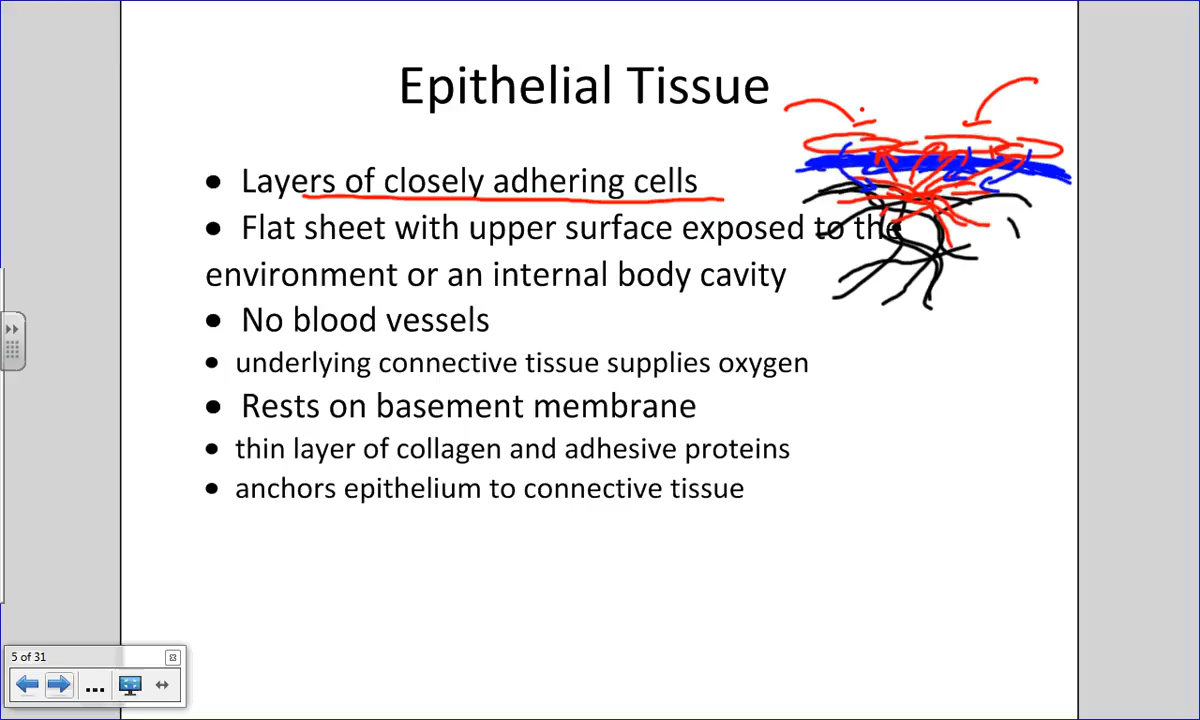 Epithelial Tissue
• Layers of closely adhering cells
• Flat sheet with upper surface exposed to the
environment or an internal body cavity
• No blood vessels
• underlying connective tissue supplies oxygen
• Rests on basement membrane
• thin layer of collagen and adhesive proteins
• anchors epithelium to connective tissue
5 of 31
...